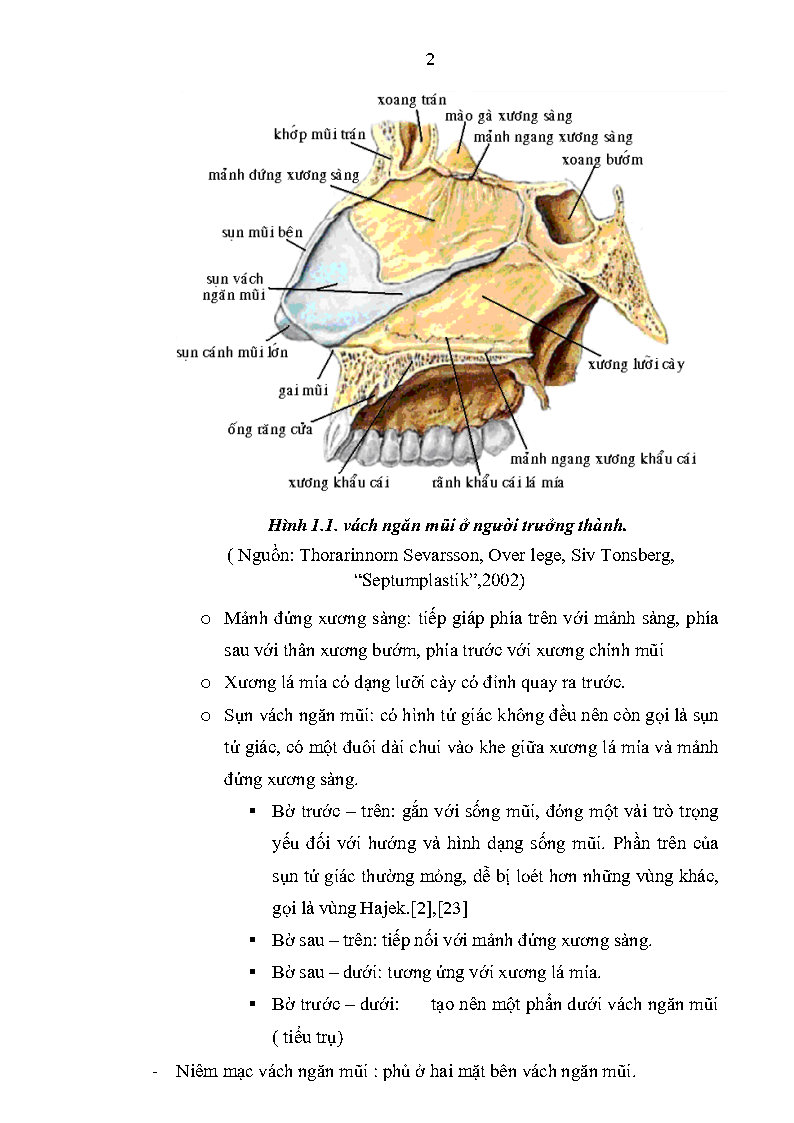 2
xoang trán
mào gà xương sàng
khớp mũi trán
mảnh ngang xương sàng
xoang bướm
mảnh đứng xương sàng
sụn mũi bên
sụn vách
ngăn mũi
sụn cánh mũi lớn
xương lưỡi cày
gai mũi
ống răng cửa
mảnh ngang xương khẩu cái
xương khẩu cái
rãnh khẩu cái lá mía
Hình 1.1. vách ngăn mũi ở người trưởng thành.
( Nguồn: Thorarinnorn Sevarsson, Over lege, Siv Tonsberg,
“Septumplastik”,2002)
o Mảnh đứng xương sàng: tiếp giáp phía trên với mảnh sàng, phía
sau với thân xương bướm, phía trước với xương chính mũi
o Xương lá mía có dạng lưỡi cày có đỉnh quay ra trước.
o Sụn vách ngăn mũi: có hình tứ giác không đều nên còn gọi là sụn
tứ giác, có một đuôi dài chui vào khe giữa xương lá mía và mảnh
đứng xương sàng.
▪ Bờ trước – trên: gắn với sống mũi, đóng một vài trò trọng
yếu đối với hướng và hình dạng sống mũi. Phần trên của
sụn tứ giác thường mỏng, dễ bị loét hơn những vùng khác,
gọi là vùng Hajek.[2],[23]
▪ Bờ sau – trên: tiếp nối với mảnh đứng xương sàng.
▪ Bờ sau – dưới: tương ứng với xương lá mía.
▪ Bờ trước – dưới: tạo nên một phần dưới vách ngăn mũi
( tiểu trụ)
- Niêm mạc vách ngăn mũi : phủ ở hai mặt bên vách ngăn mũi.